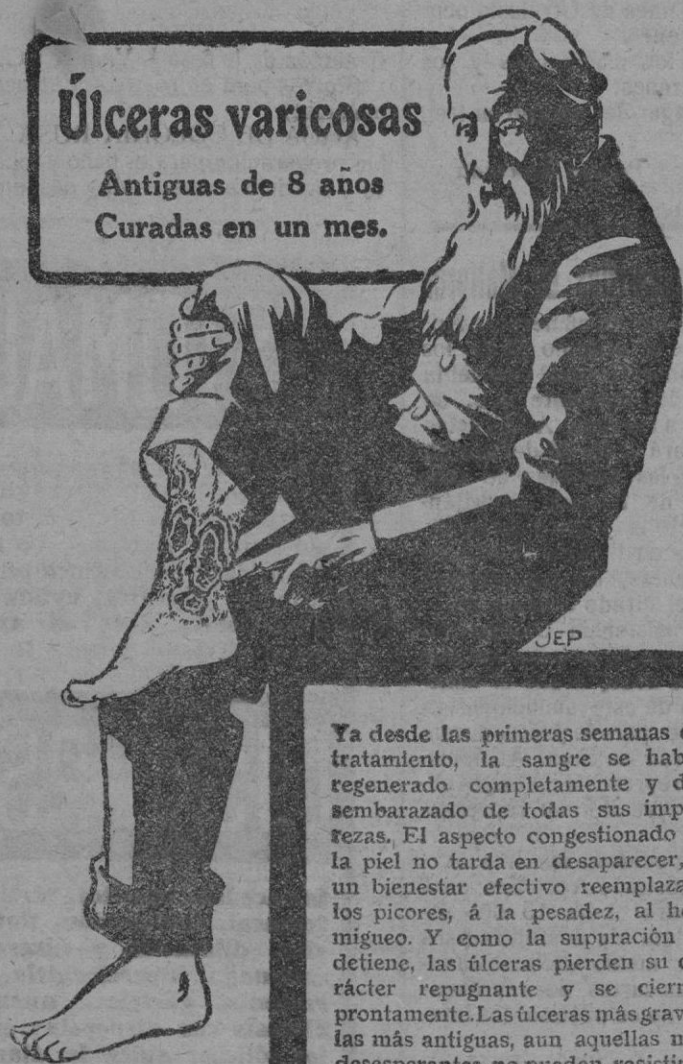 Úlceras varicosas
Antiguas de 8 años
Curadas en un mes.
JEP
Ya desde las primeras semanas
tratamiento, la sangre se hab
regenerado completamente y d
sembarazado de todas sus imp
rezas. El aspecto congestionado
la piel no tarda en desaparecer,
un bienestar efectivo reemplaza
los picores, á la pesadez, al ho
migueo. Y como la supuración
detiene, las úlceras pierden su c
rácter repugnante y se cierr
prontamente. Las úlceras más grav
las más antiguas, aun aquellas m